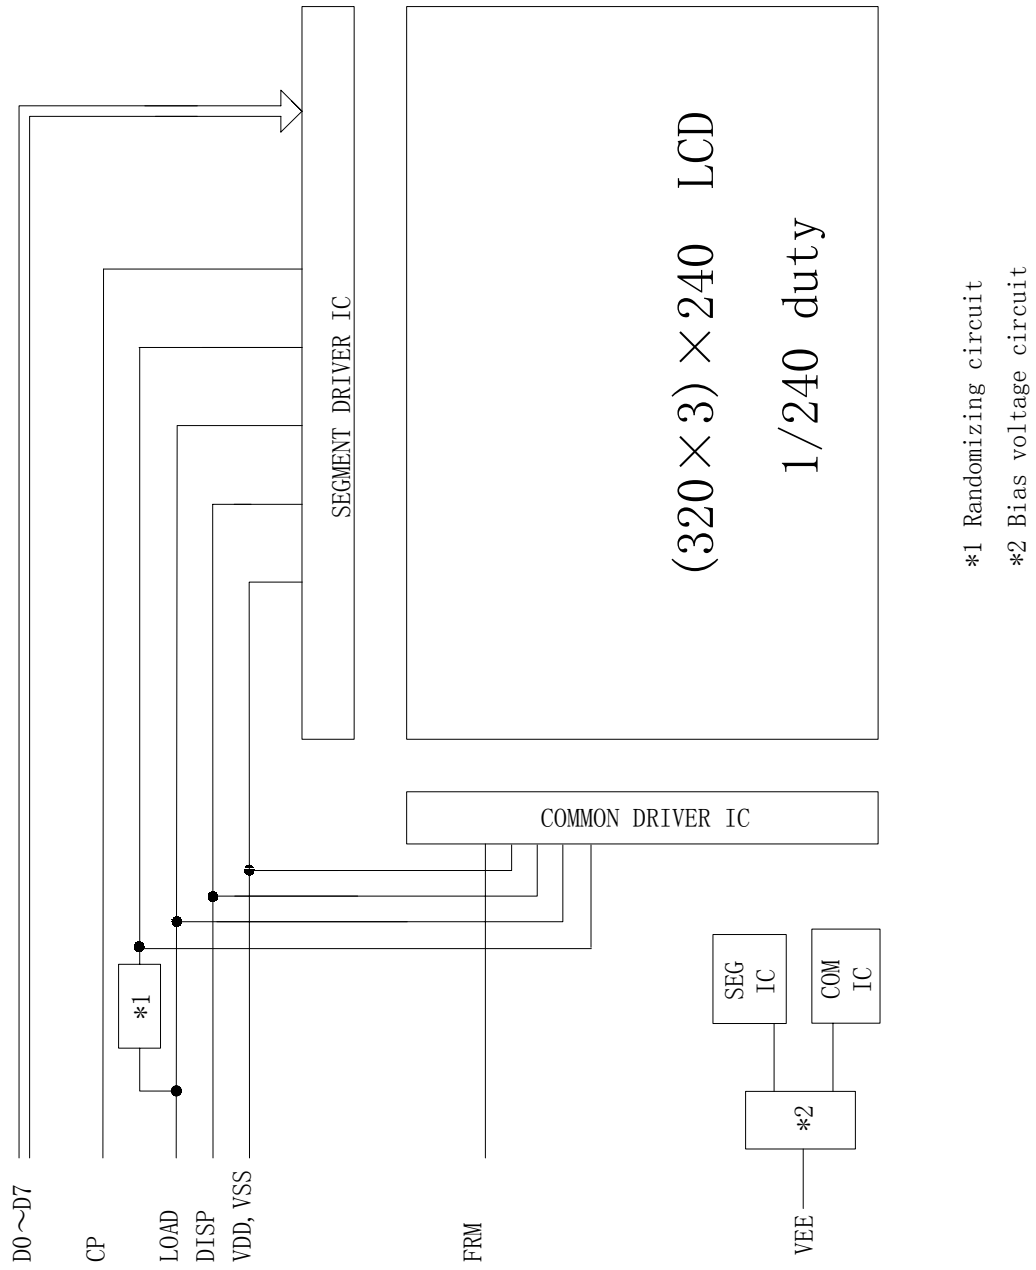 D0～D7
CP
LOAD
DISP
VDD, VSS
FRM
VEE
*1
*2
SEG
IC
COM
IC
SEGMENT DRIVER IC
COMMON DRIVER IC
(320×3)×240 LCD
1/240 duty
*1 Randomizing circuit
*2 Bias voltage circuit